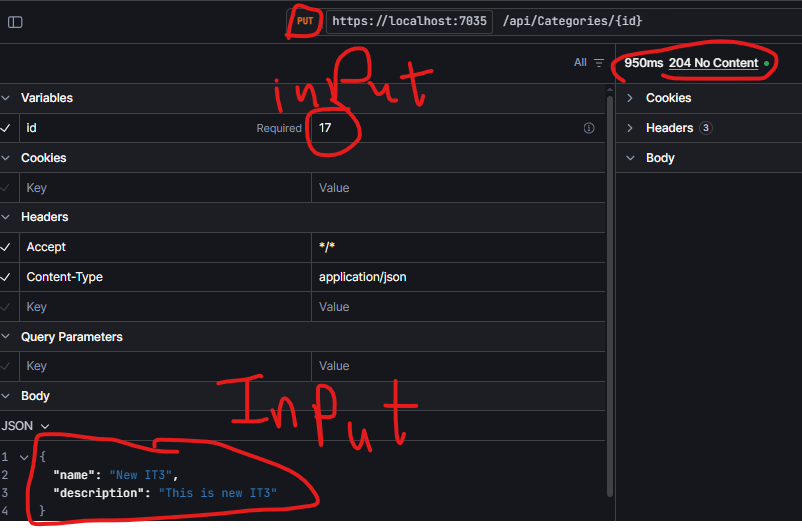 PUT https://localhost:7035 /api/Categories/{id}
All
950ms 204 No Content
inPut
Variables
id Required 17
Cookies
Key Value
Headers
Accept */*
Content-Type application/json
Key Value
Query Parameters
Key Value
Body
InPut
JSON
1 {
2 "name": "New IT3",
3 "description": "This is new IT3"
4 }
Cookies
Headers 3
Body